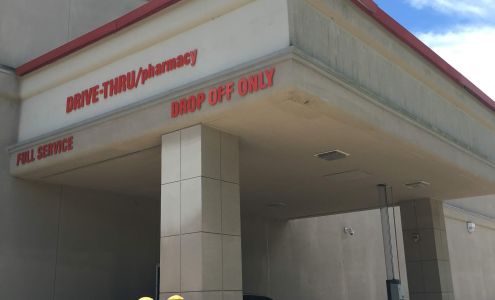 DRIVE-THRU/pharmacy
FULL SERVICE
DROP OFF ONLY